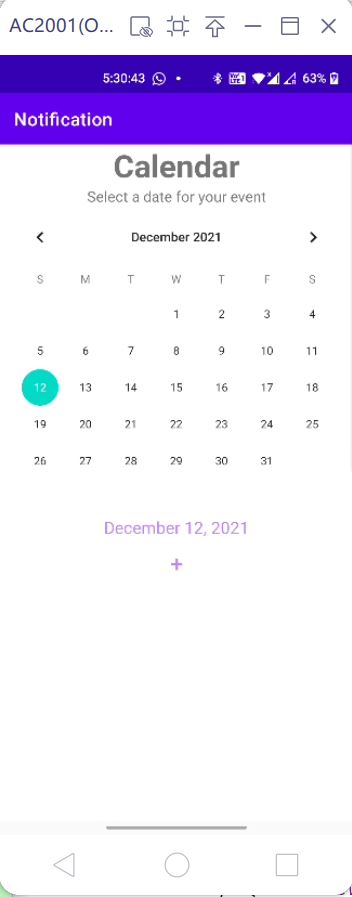 AC2001(O...
5:30:43 63%
Notification
Calendar
Select a date for your event
December 2021
S M T W T F S
1 2 3 4
5 6 7 8 9 10 11
12 13 14 15 16 17 18
19 20 21 22 23 24 25
26 27 28 29 30 31
December 12, 2021
+